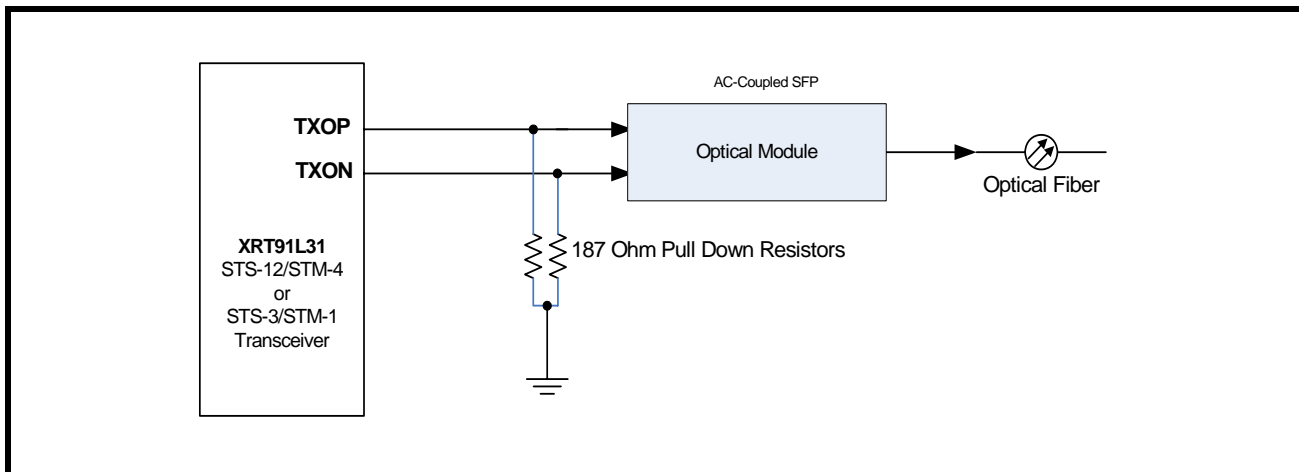 AC-Coupled SFP
TXOP
Optical Module
TXON
Optical Fiber
187 Ohm Pull Down Resistors
XRT91L31
STS-12/STM-4
or
STS-3/STM-1
Transceiver